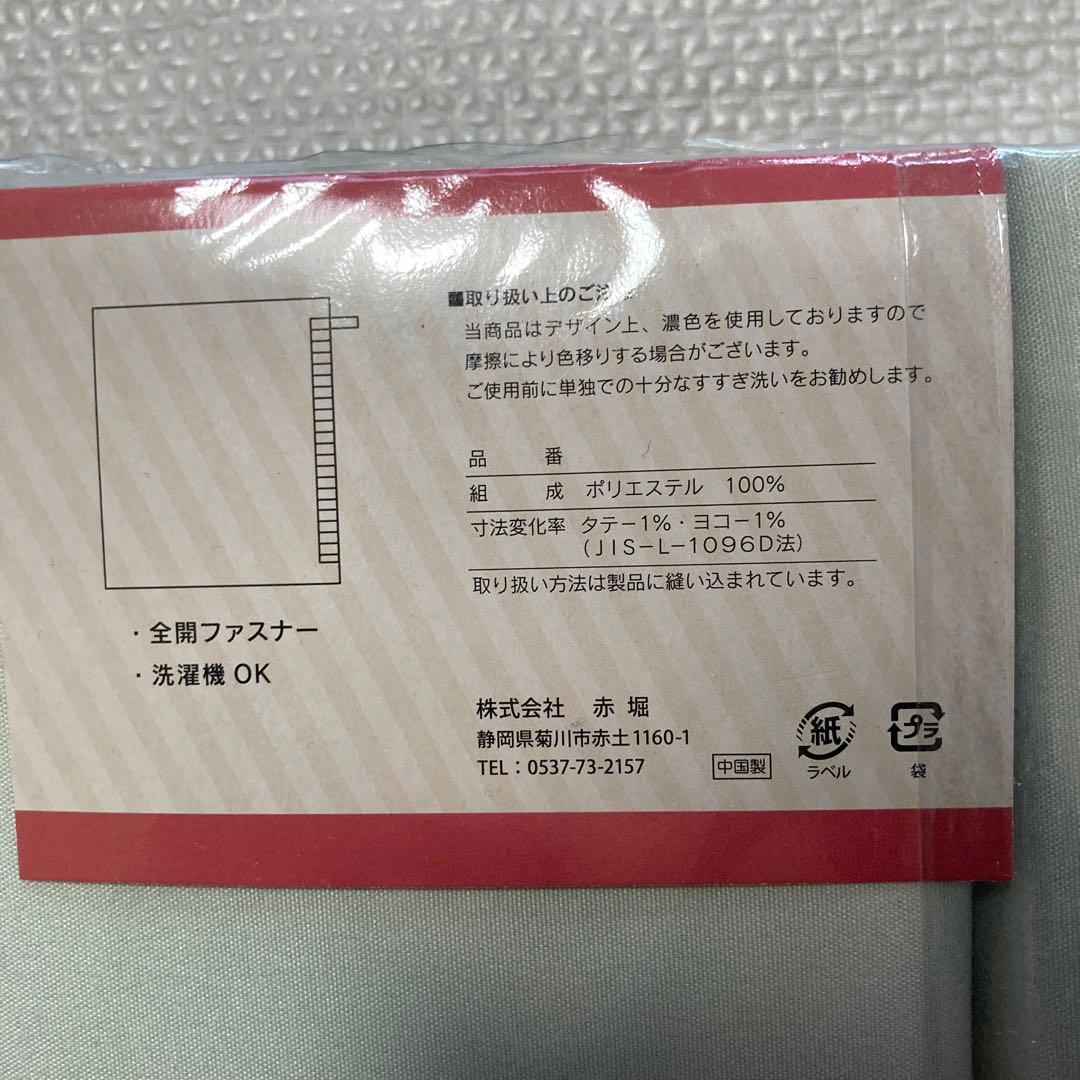 ■取り扱い上のご注
当商品はデザイン上、濃色を使用しておりますので
摩擦により色移りする場合がございます。
ご使用前に単独での十分なすすぎ洗いをお勧めします。
品 番
組 成 ポリエステル 100%
寸法変化率 タテ－1%・ヨコ－1%
（JIS－L－1096D法）
取り扱い方法は製品に縫い込まれています。
・全開ファスナー
・洗濯機 OK
株式会社 赤 堀
静岡県菊川市赤土1160-1
TEL：0537-73-2157
中国製
紙
ラベル
プラ
袋